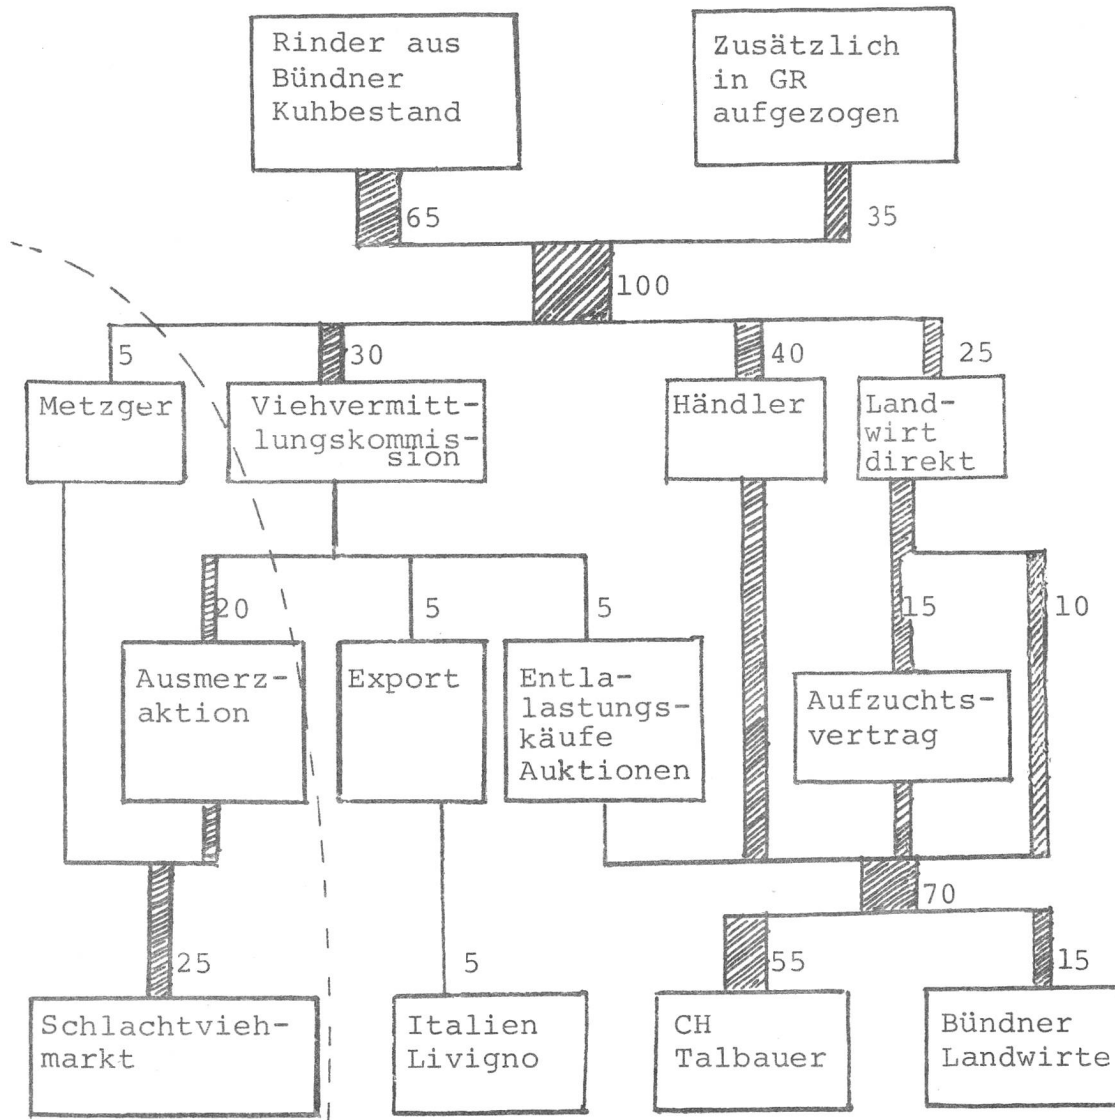 Rinder aus
Bündner
Kuhbestand
Zusätzlich
in GR
aufgezogen
65
35
100
5
30
40
25
Metzger
Viehvermitt-
lungskommis-
sion
Händler
Land-
wirt
direkt
20
5
5
15
10
Ausmerz-
aktion
Export
Entla-
lastungs-
käufe
Auktionen
Aufzuchts-
vertrag
70
25
5
55
15
Schlachtvieh-
markt
Italien
Livigno
CH
Talbauer
Bündner
Landwirte